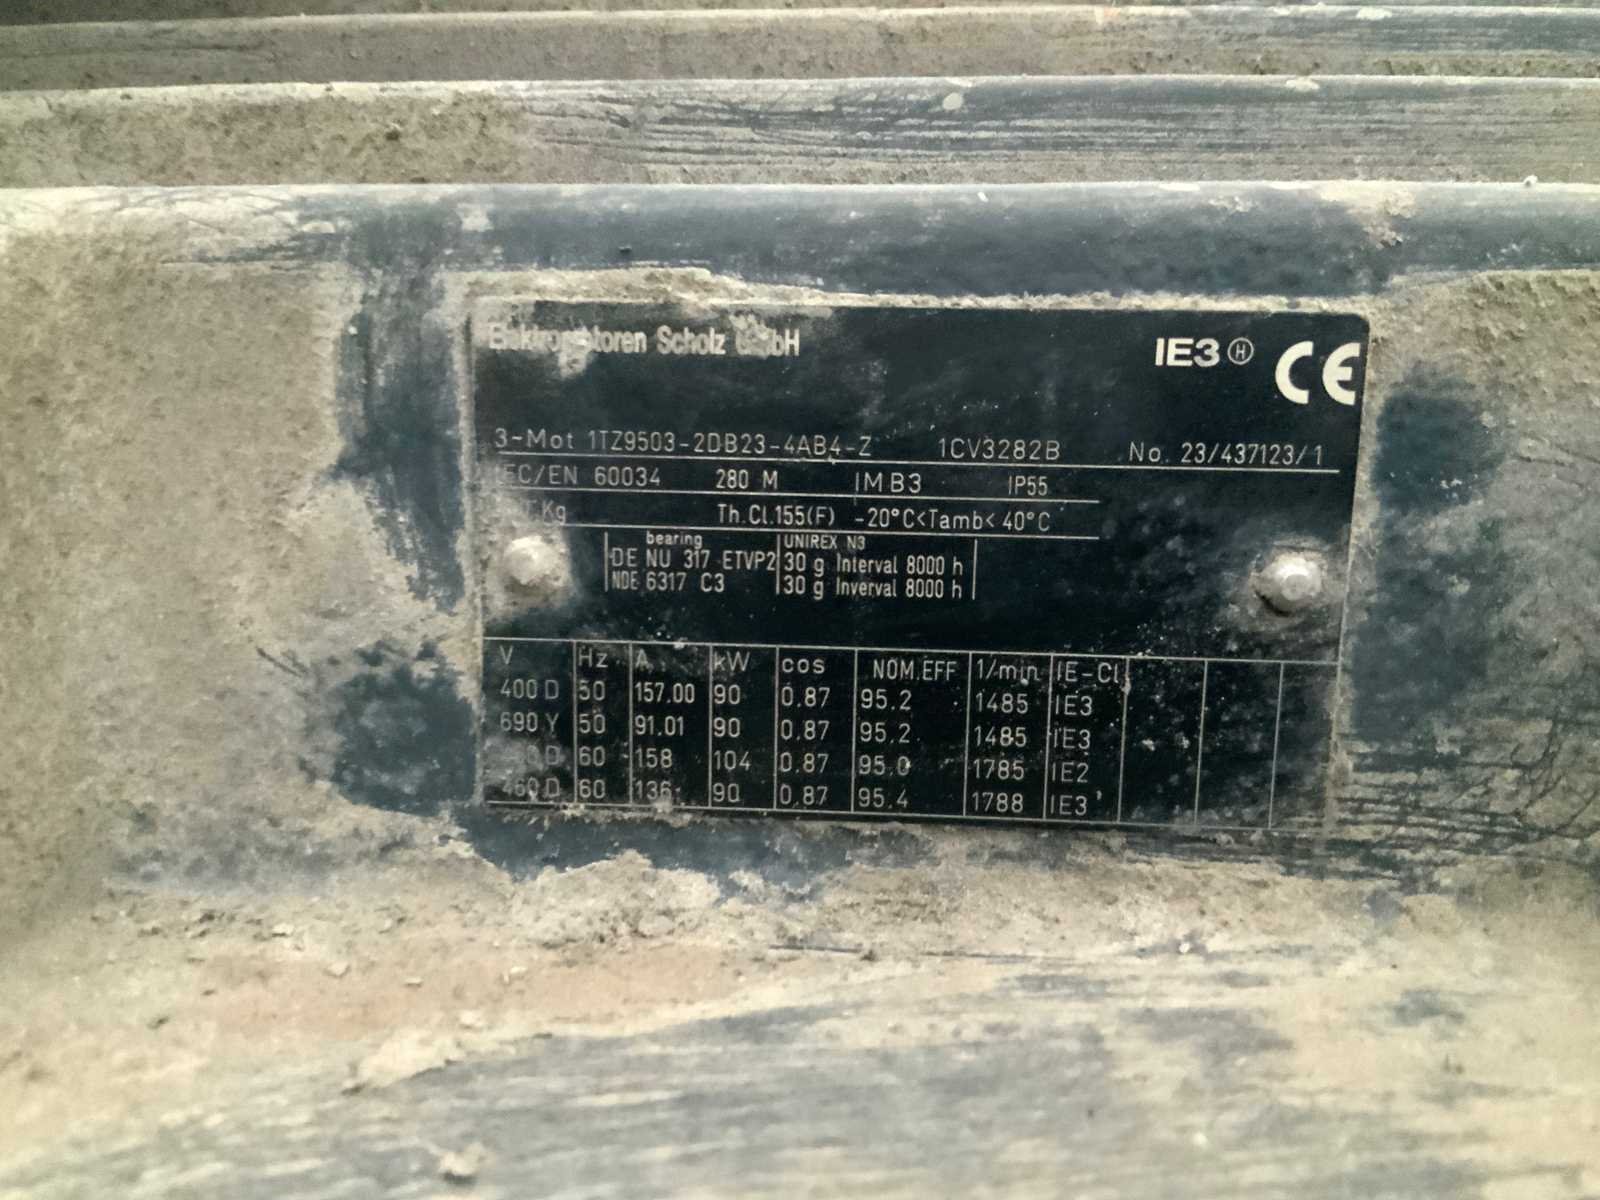 Elektromotoren Scholz GmbH IE3 H CE
3-Mot 1TZ9503-2DB23-4AB4-Z 1CV3282B No. 23/437123/1
IEC/EN 60034 280 M IM B3 IP55
Kg Th.Cl.155(F) -20°C<Tamb< 40°C
bearing UNIREX N3
DE NU 317 ETVP2 30 g Interval 8000 h
NDE 6317 C3 30 g Inverval 8000 h
V Hz A kW cos NOM.EFF 1/min IE-Cl
400 D 50 157.00 90 0.87 95.2 1485 IE3
690 Y 50 91.01 90 0.87 95.2 1485 IE3
D 60 158 104 0.87 95.0 1785 IE2
460 D 60 136 90 0.87 95.4 1788 IE3